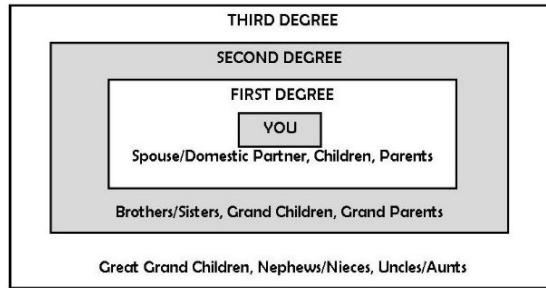 THIRD DEGREE
SECOND DEGREE
FIRST DEGREE
YOU
Spouse/Domestic Partner, Children, Parents
Brothers/Sisters, Grand Children, Grand Parents
Great Grand Children, Nephews/Nieces, Uncles/Aunts